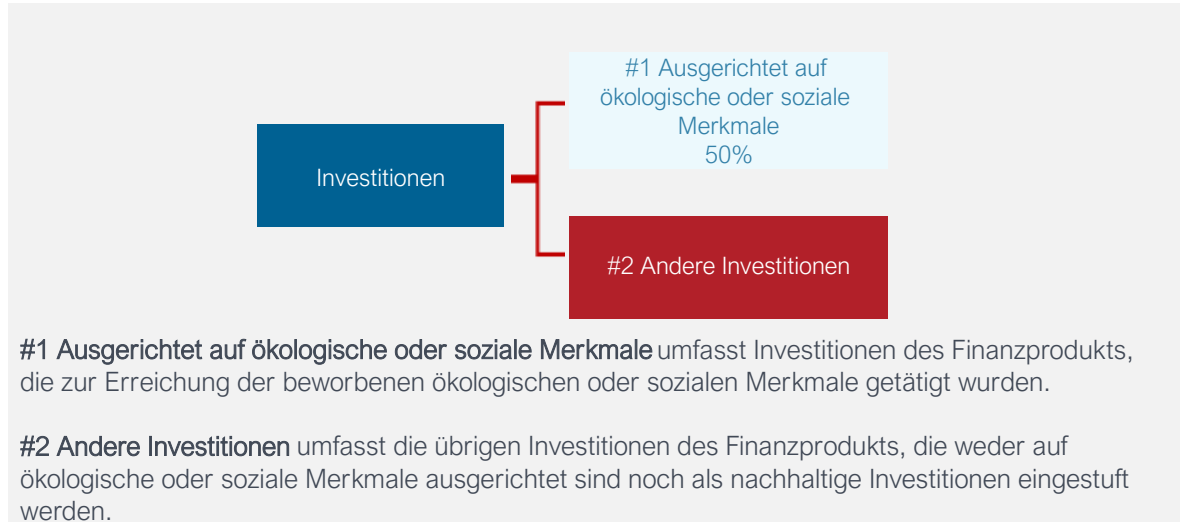 #1 Ausgerichtet auf
ökologische oder soziale
Merkmale
50%
Investitionen
#2 Andere Investitionen
#1 Ausgerichtet auf ökologische oder soziale Merkmale umfasst Investitionen des Finanzprodukts,
die zur Erreichung der beworbenen ökologischen oder sozialen Merkmale getätigt wurden.
#2 Andere Investitionen umfasst die übrigen Investitionen des Finanzprodukts, die weder auf
ökologische oder soziale Merkmale ausgerichtet sind noch als nachhaltige Investitionen eingestuft
werden.